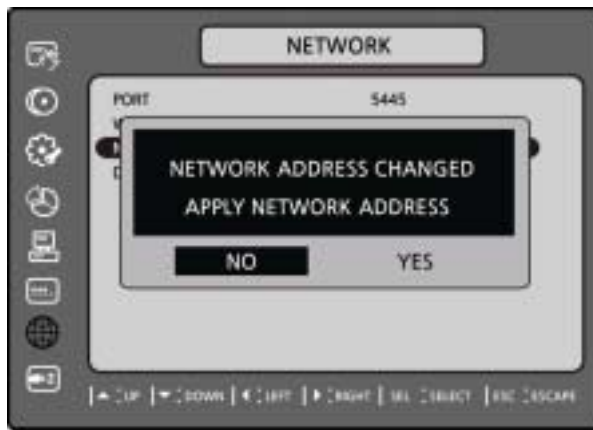 NETWORK
PORT 5445
NETWORK ADDRESS CHANGED
APPLY NETWORK ADDRESS
NO YES
UP DOWN LEFT RIGHT SEL SELECT ESC ESCAPE